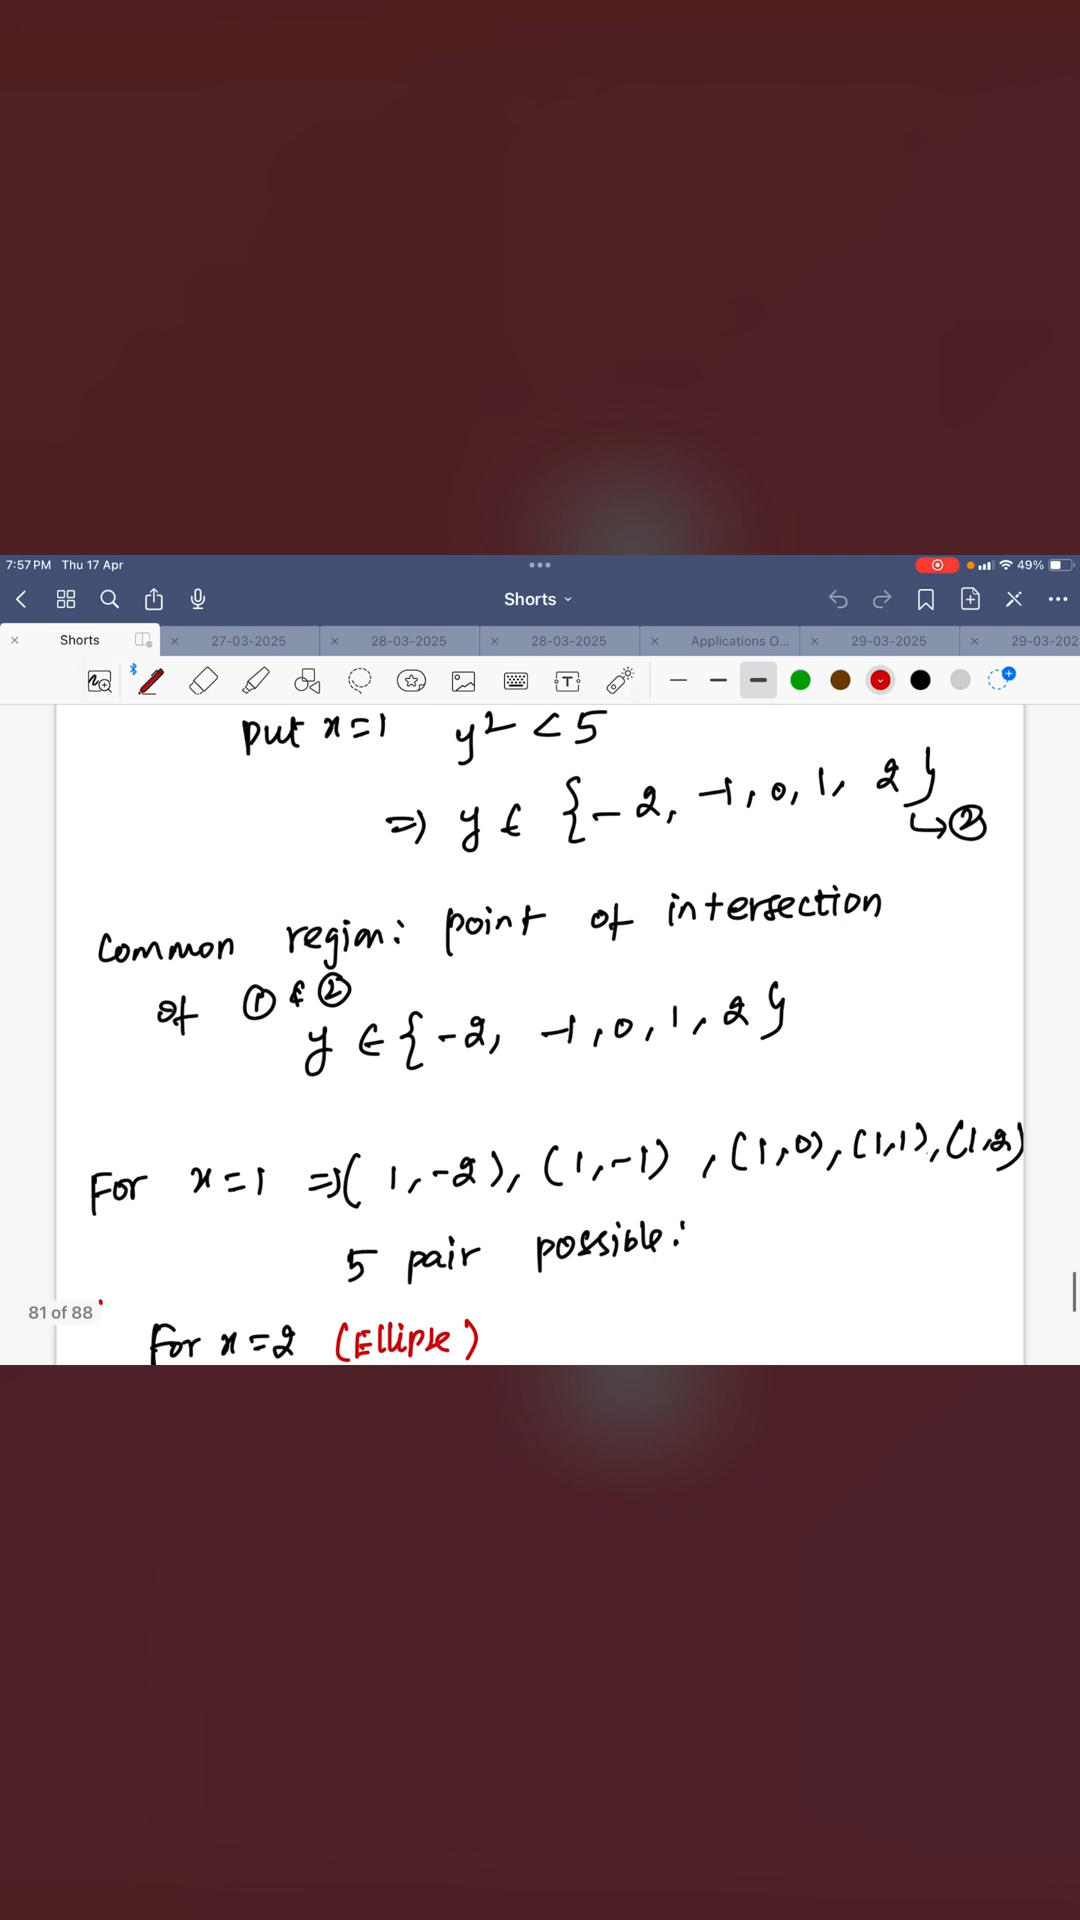 7:57 PM Thu 17 Apr
49%
Shorts
Shorts 27-03-2025 28-03-2025 28-03-2025 Applications O... 29-03-2025 29-03-202
T
put x=1 y² < 5
=) y ε {-2, -1, 0, 1, 2}
↳②
Common region: point of intersection
of ① & ②
y ∈ {-2, -1, 0, 1, 2}
For x=1 ⇒ (1,-2), (1,-1), (1,0), (1,1), (1,2)
5 pair possible:
81 of 88
for x=2 (Ellipse)